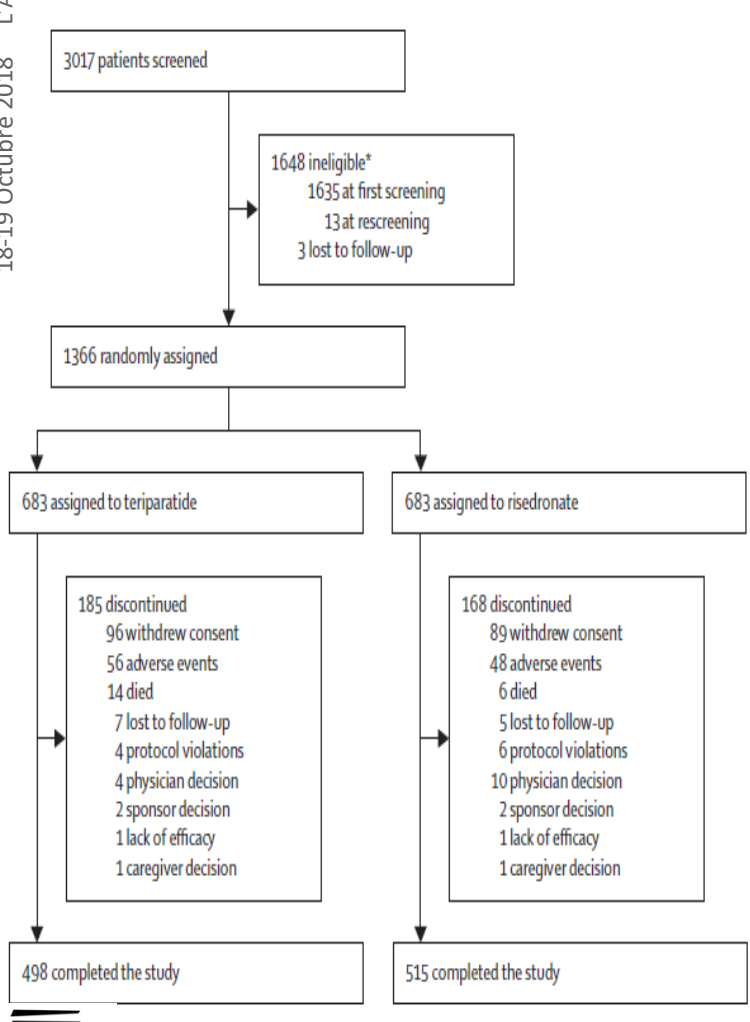 18-19 Octubre 2018
3017 patients screened
1648 ineligible*
1635 at first screening
13 at rescreening
3 lost to follow-up
1366 randomly assigned
683 assigned to teriparatide
683 assigned to risedronate
185 discontinued
96 withdrew consent
56 adverse events
14 died
7 lost to follow-up
4 protocol violations
4 physician decision
2 sponsor decision
1 lack of efficacy
1 caregiver decision
168 discontinued
89 withdrew consent
48 adverse events
6 died
5 lost to follow-up
6 protocol violations
10 physician decision
2 sponsor decision
1 lack of efficacy
1 caregiver decision
498 completed the study
515 completed the study